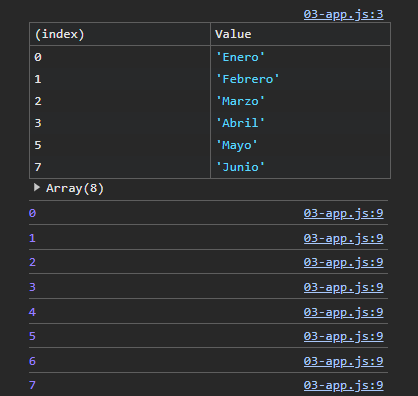 03-app.js:3
(index) Value
0 'Enero'
1 'Febrero'
2 'Marzo'
3 'Abril'
5 'Mayo'
7 'Junio'
▶ Array(8)
0 03-app.js:9
1 03-app.js:9
2 03-app.js:9
3 03-app.js:9
4 03-app.js:9
5 03-app.js:9
6 03-app.js:9
7 03-app.js:9